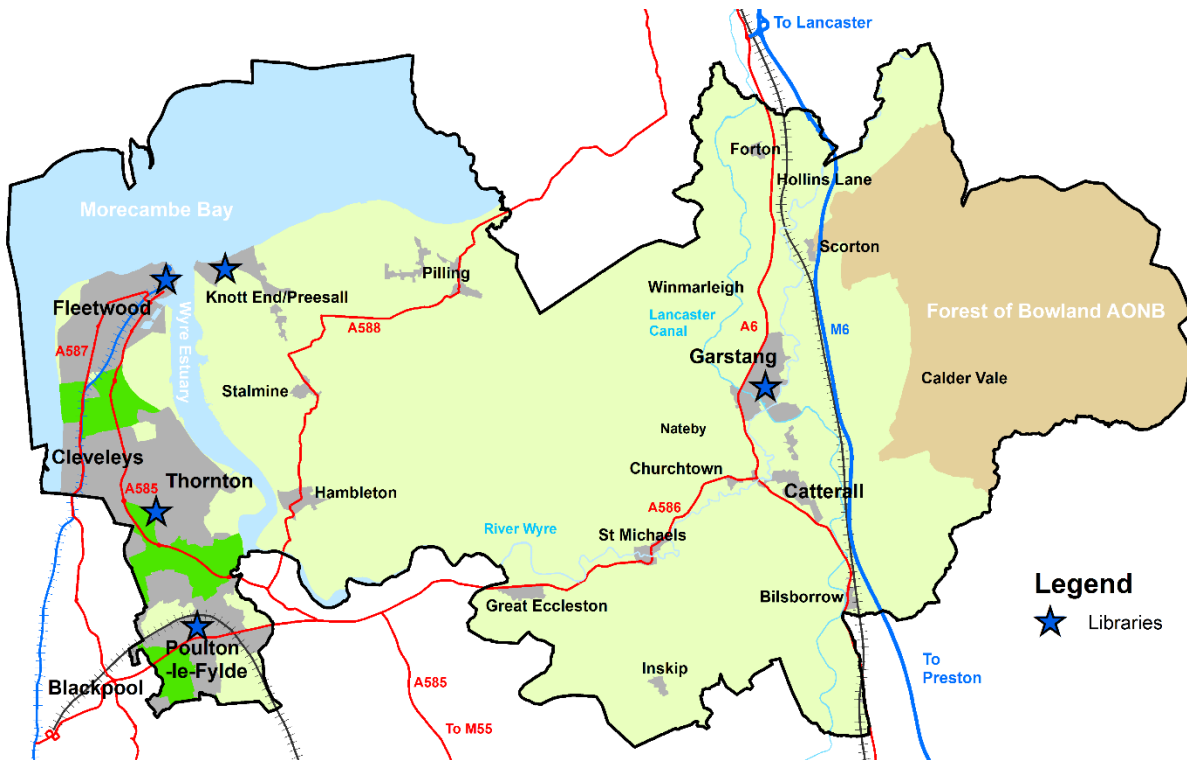 To Lancaster
Forton
Hollins Lane
Morecambe Bay
Scorton
Pilling
Fleetwood
Knott End/Preesall
Winmarleigh
Wyre Estuary
Lancaster
Canal
Forest of Bowland AONB
A588
A6
M6
A587
Garstang
Calder Vale
Stalmine
Nateby
Cleveleys
Churchtown
Thornton
Catterall
A585
Hambleton
A586
River Wyre
St Michaels
Legend
Great Eccleston
Bilsborrow
Libraries
Poulton
-le-Fylde
Blackpool
Inskip
To
Preston
A585
To M55